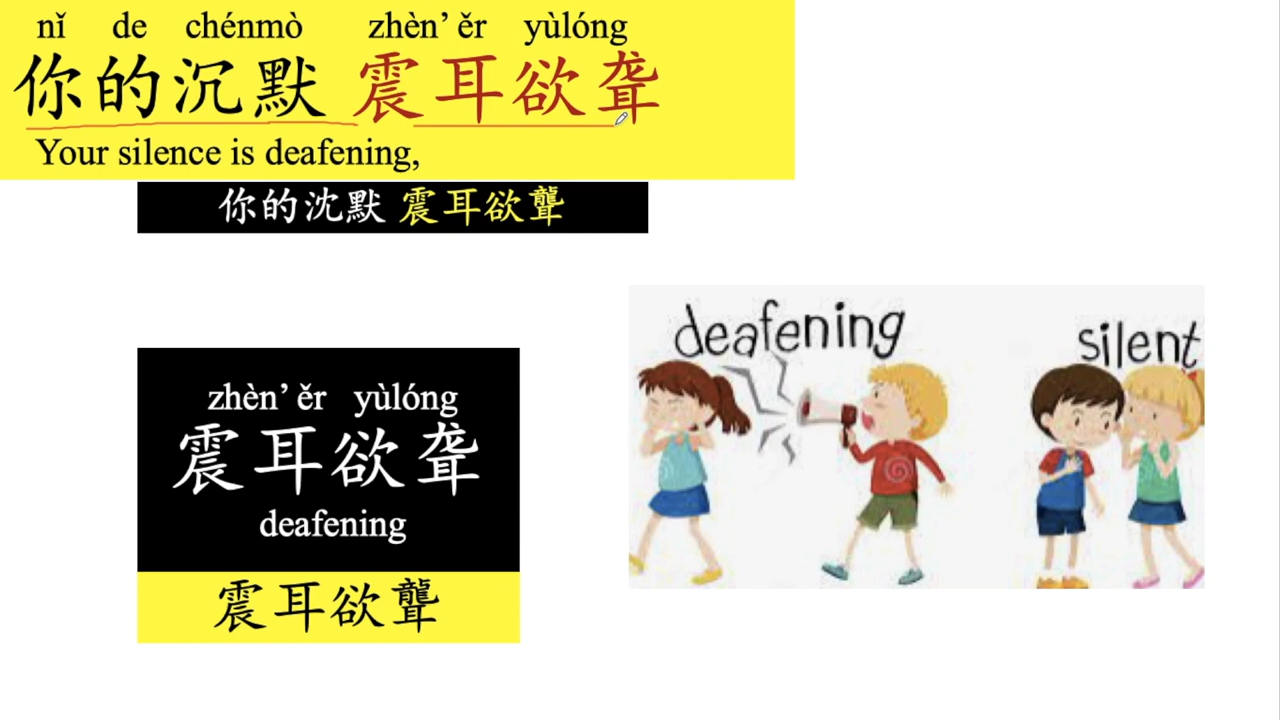 nǐ de chénmò zhèn’ ěr yùlóng
你的沉默 震耳欲聋
Your silence is deafening,
你的沈默 震耳欲聾
zhèn’ ěr yùlóng
震耳欲聋
deafening
震耳欲聾
deafening
silent